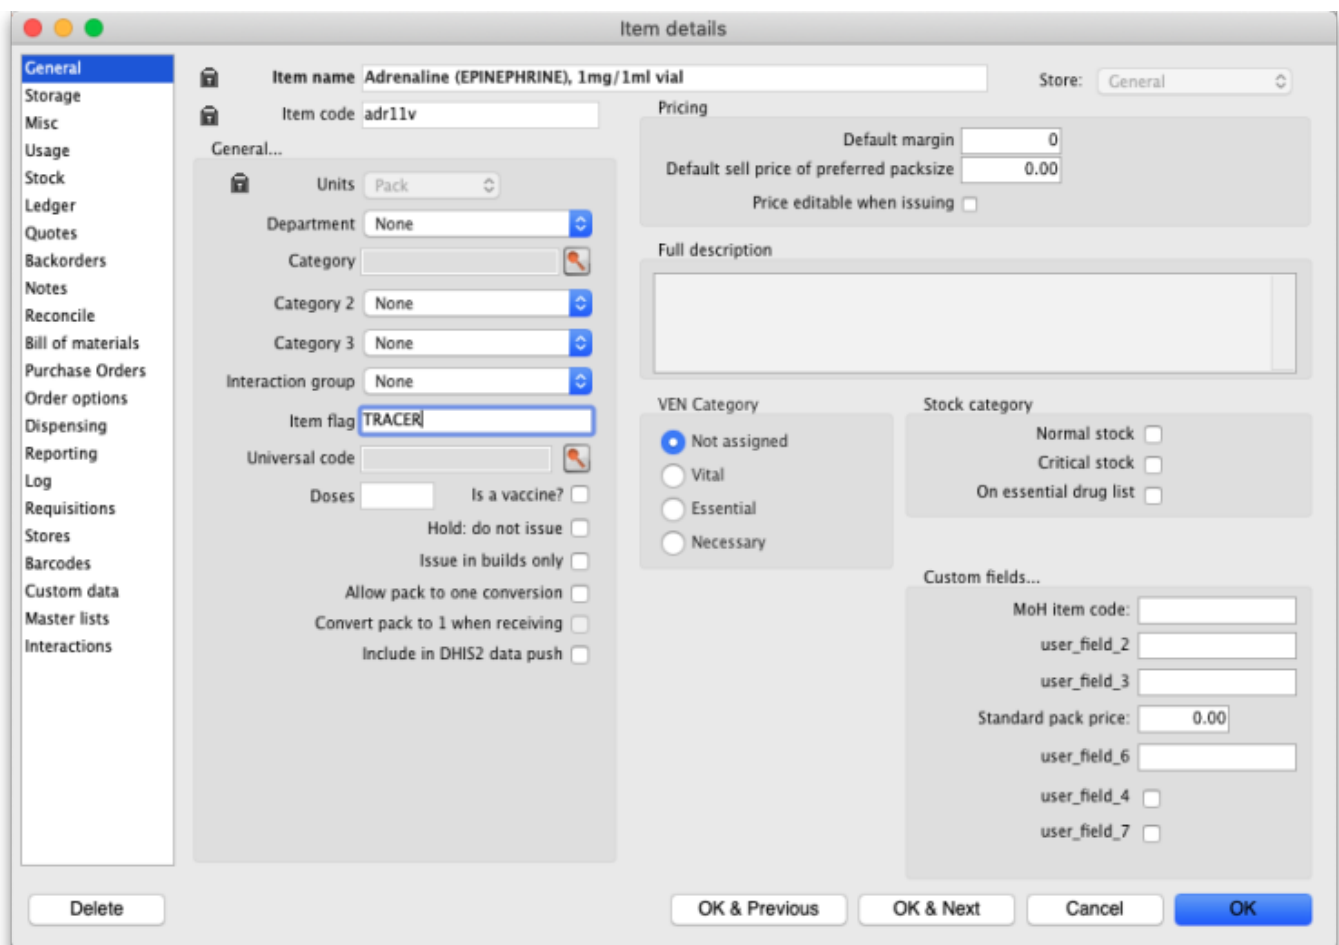 Item details
General
Storage
Misc
Usage
Stock
Ledger
Quotes
Backorders
Notes
Reconcile
Bill of materials
Purchase Orders
Order options
Dispensing
Reporting
Log
Requisitions
Stores
Barcodes
Custom data
Master lists
Interactions
Item name Adrenaline (EPINEPHRINE), 1mg/1ml vial
Store: General
Item code adr11v
General...
Units Pack
Department None
Category
Category 2 None
Category 3 None
Interaction group None
Item flag TRACER
Universal code
Doses Is a vaccine?
Hold: do not issue
Issue in builds only
Allow pack to one conversion
Convert pack to 1 when receiving
Include in DHIS2 data push
Pricing
Default margin 0
Default sell price of preferred packsize 0.00
Price editable when issuing
Full description
VEN Category
Not assigned
Vital
Essential
Necessary
Stock category
Normal stock
Critical stock
On essential drug list
Custom fields...
MoH item code:
user_field_2
user_field_3
Standard pack price: 0.00
user_field_6
user_field_4
user_field_7
Delete
OK & Previous
OK & Next
Cancel
OK